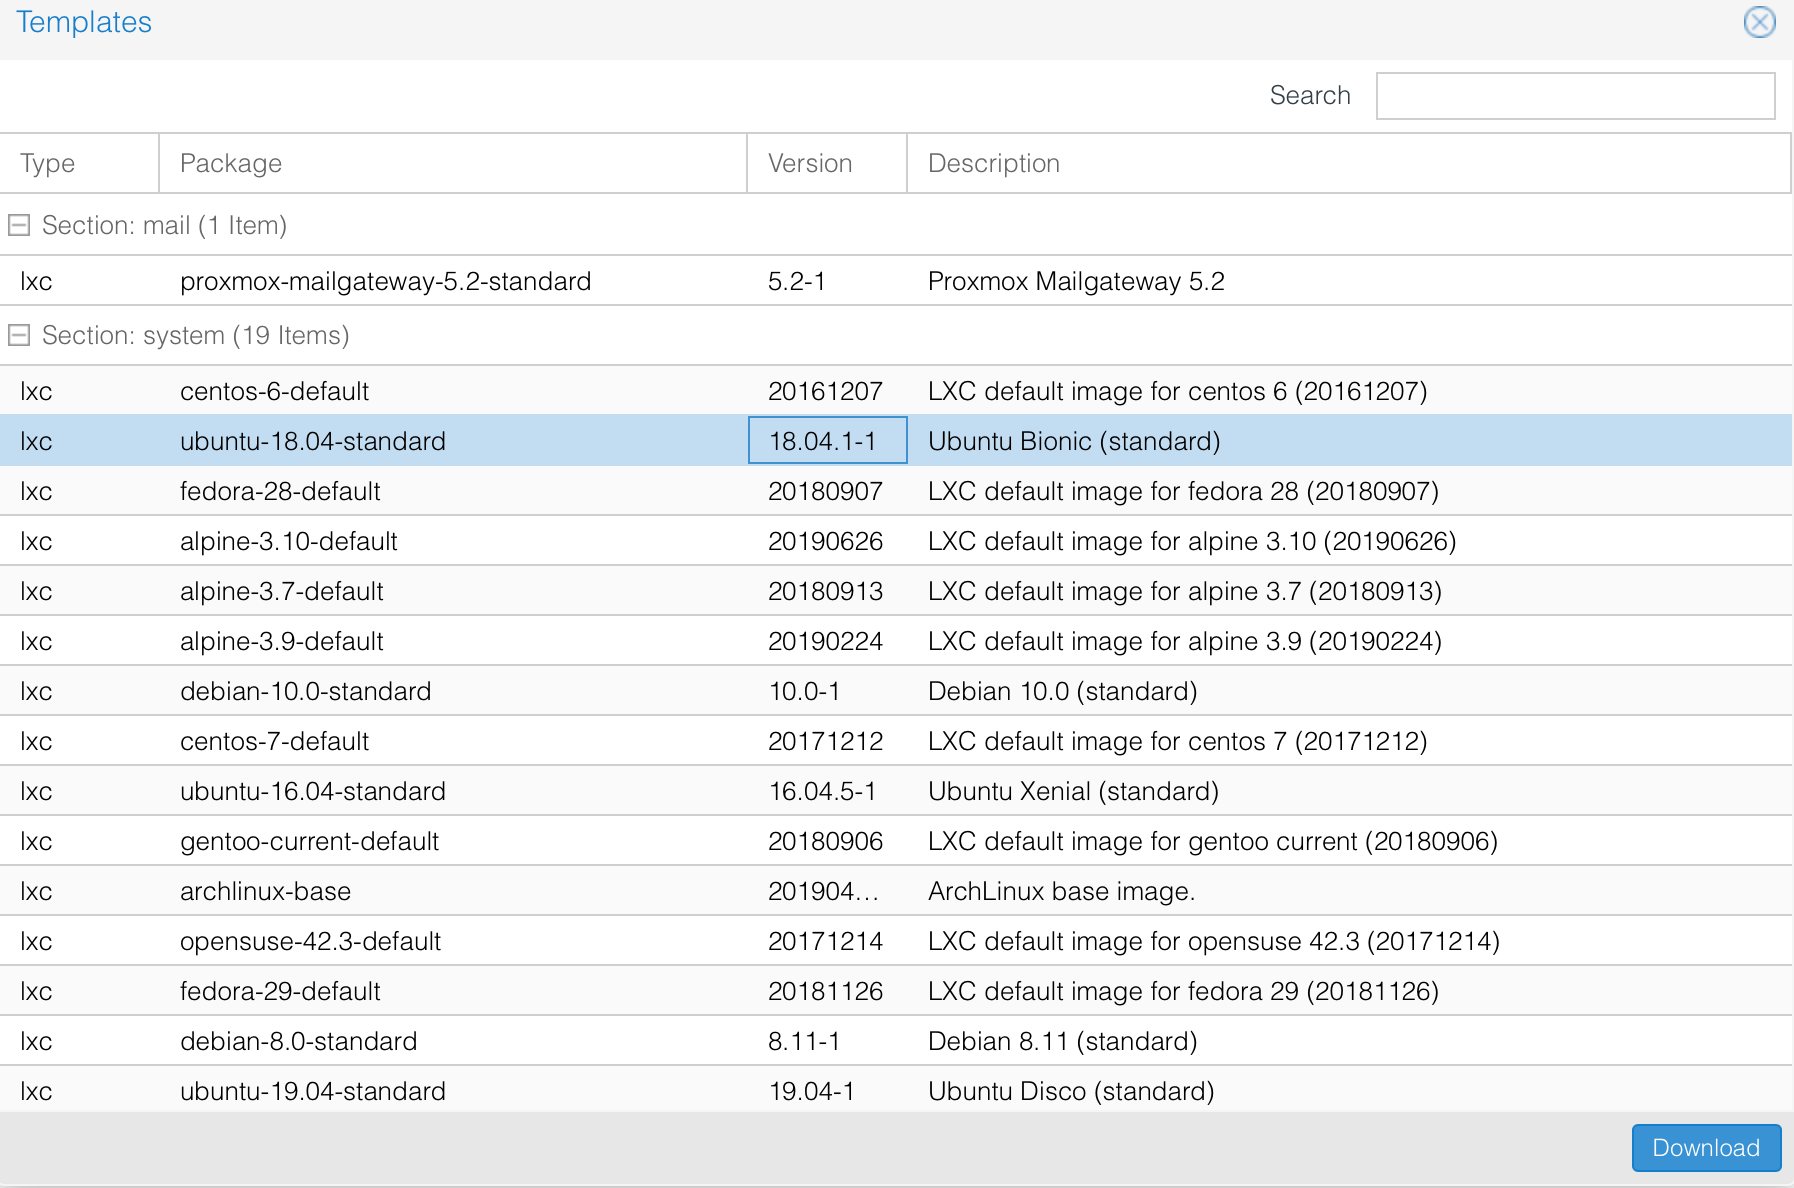 Templates
Search
Type Package Version Description
Section: mail (1 Item)
lxc proxmox-mailgateway-5.2-standard 5.2-1 Proxmox Mailgateway 5.2
Section: system (19 Items)
lxc centos-6-default 20161207 LXC default image for centos 6 (20161207)
lxc ubuntu-18.04-standard 18.04.1-1 Ubuntu Bionic (standard)
lxc fedora-28-default 20180907 LXC default image for fedora 28 (20180907)
lxc alpine-3.10-default 20190626 LXC default image for alpine 3.10 (20190626)
lxc alpine-3.7-default 20180913 LXC default image for alpine 3.7 (20180913)
lxc alpine-3.9-default 20190224 LXC default image for alpine 3.9 (20190224)
lxc debian-10.0-standard 10.0-1 Debian 10.0 (standard)
lxc centos-7-default 20171212 LXC default image for centos 7 (20171212)
lxc ubuntu-16.04-standard 16.04.5-1 Ubuntu Xenial (standard)
lxc gentoo-current-default 20180906 LXC default image for gentoo current (20180906)
lxc archlinux-base 201904... ArchLinux base image.
lxc opensuse-42.3-default 20171214 LXC default image for opensuse 42.3 (20171214)
lxc fedora-29-default 20181126 LXC default image for fedora 29 (20181126)
lxc debian-8.0-standard 8.11-1 Debian 8.11 (standard)
lxc ubuntu-19.04-standard 19.04-1 Ubuntu Disco (standard)
Download